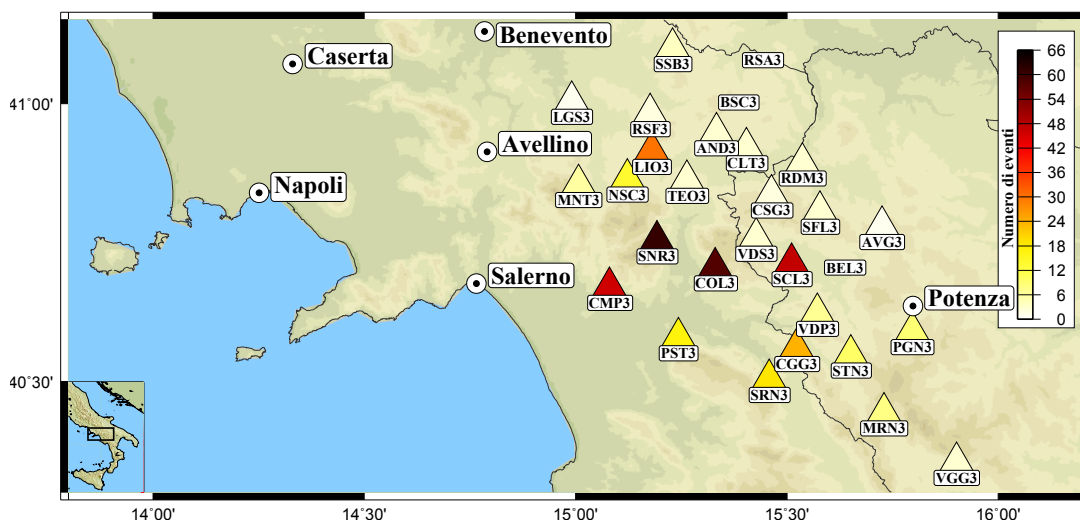 Benevento
Caserta
SSB3
RSA3
66
60
54
48
42
36
30
24
18
12
6
0
Numero di eventi
41°00'
LGS3
RSF3
BSC3
AND3
CLT3
Avellino
LIO3
RDM3
Napoli
MNT3
NSC3
TEO3
CSG3
SFL3
AVG3
SNR3
VDS3
COL3
SCL3
BEL3
Salerno
CMP3
Potenza
VDP3
PST3
CGG3
PGN3
STN3
40°30'
SRN3
MRN3
VGG3
14°00'
14°30'
15°00'
15°30'
16°00'